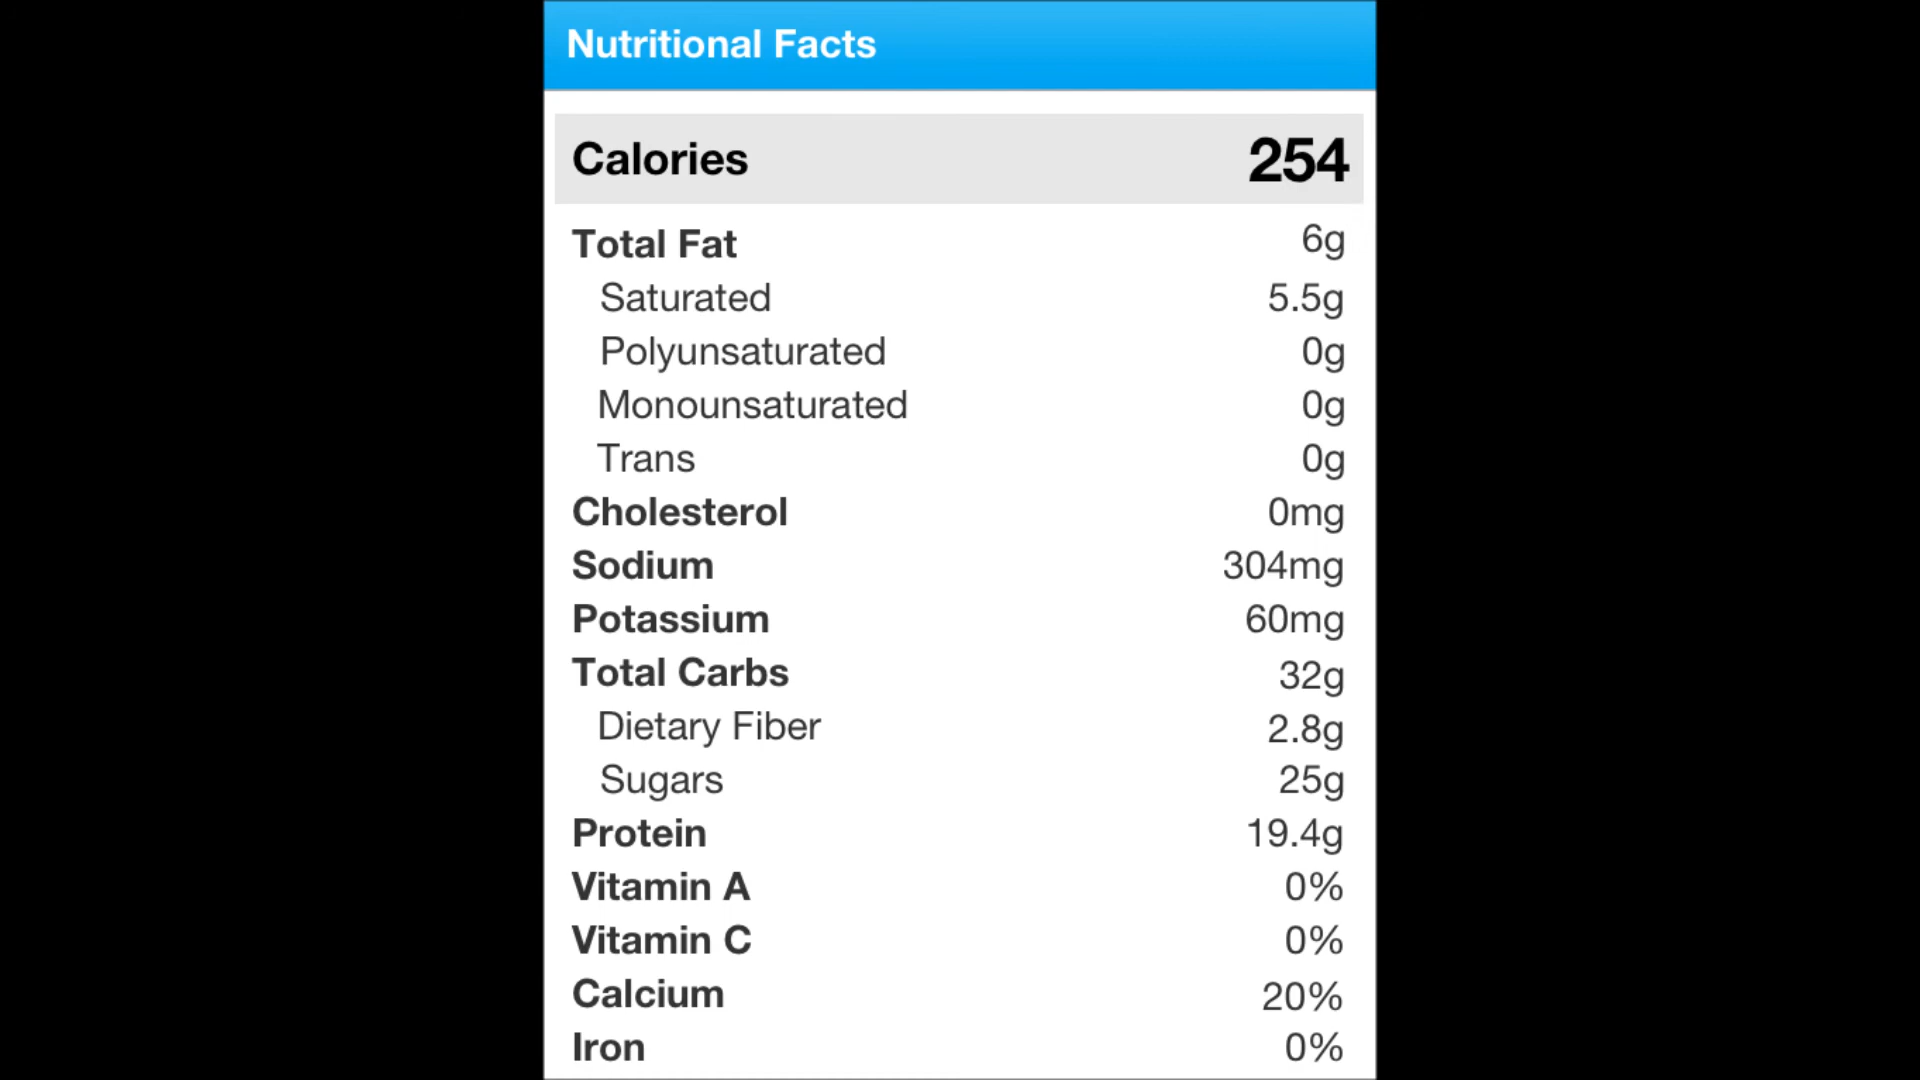 Nutritional Facts
Calories 254
Total Fat 6g
Saturated 5.5g
Polyunsaturated 0g
Monounsaturated 0g
Trans 0g
Cholesterol 0mg
Sodium 304mg
Potassium 60mg
Total Carbs 32g
Dietary Fiber 2.8g
Sugars 25g
Protein 19.4g
Vitamin A 0%
Vitamin C 0%
Calcium 20%
Iron 0%